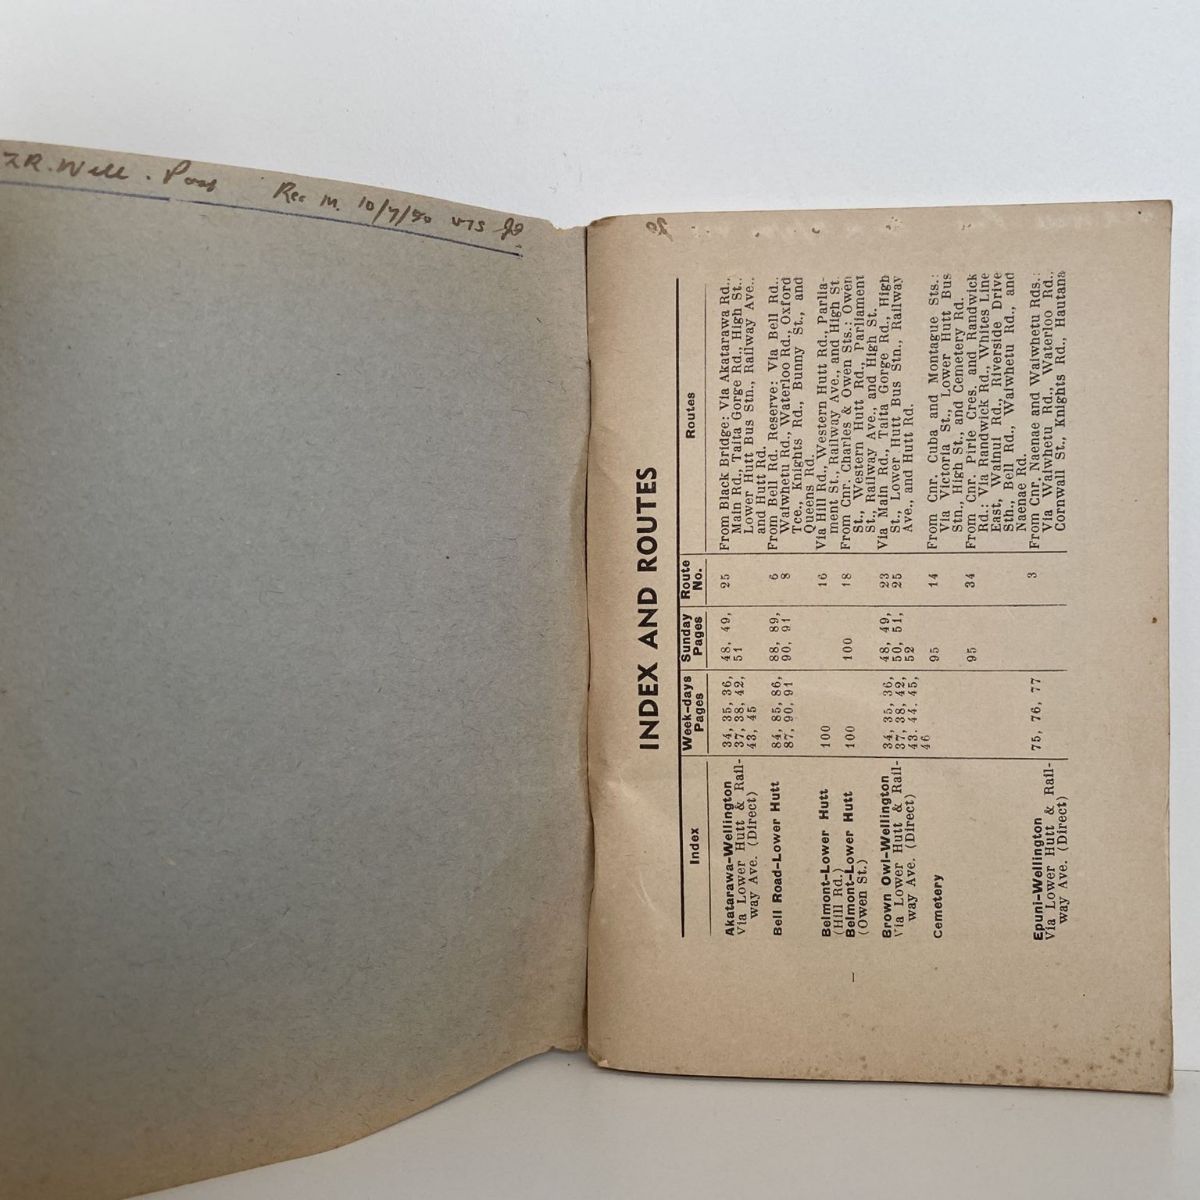 Z.R. Well. Post Rec M. 10/7/50
INDEX AND ROUTES
Index Week-days Pages Sunday Pages Route No. Routes
Akatarawa-Wellington 34, 35, 36, 48, 49, 25 From Black Bridge: Via Akatarawa Rd.,
Via Lower Hutt & Rail- 37, 38, 42, 51 Main Rd., Taita Gorge Rd., High St.,
way Ave. (Direct) 43, 45 Lower Hutt Bus Stn., Railway Ave.,
and Hutt Rd.
Bell Road-Lower Hutt 84, 85, 86, 88, 89, 6 From Bell Rd. Reserve: Via Bell Rd.,
87, 90, 91 90, 91 8 Waiwhetu Rd., Waterloo Rd., Oxford
Tce., Knights Rd., Bunny St., and
Queens Rd.
Belmont-Lower Hutt 100 16 Via Hill Rd., Western Hutt Rd., Parlia-
(Hill Rd.) ment St., Railway Ave., and High St
Belmont-Lower Hutt 100 100 18 From Cnr. Charles & Owen Sts.: Owen
(Owen St.) St., Western Hutt Rd., Parliament
St., Railway Ave., and High St.
Brown Owl-Wellington 34, 35, 36, 48, 49, 23 Via Main Rd., Taita Gorge Rd., High
Via Lower Hutt & Rail- 37, 38, 42, 50, 51, 25 St., Lower Hutt Bus Stn., Railway
way Ave. (Direct) 43. 44. 45, 52 Ave., and Hutt Rd.
46
Cemetery 95 14 From Cnr. Cuba and Montague Sts.:
Via Victoria St., Lower Hutt Bus
Stn., High St., and Cemetery Rd.
95 34 From Cnr. Pirie Cres. and Randwick
Rd.: Via Randwick Rd., Whites Line
East, Walnui Rd., Riverside Drive
Sth., Bell Rd., Waiwhetu Rd., and
Naenae Rd.
Epuni-Wellington 75, 76, 77 3 From Cnr. Naenae and Waiwhetu Rds.:
Via Lower Hutt & Rail- Via Waiwhetu Rd., Waterloo Rd.,
way Ave. (Direct) Cornwall St., Knights Rd., Hautana